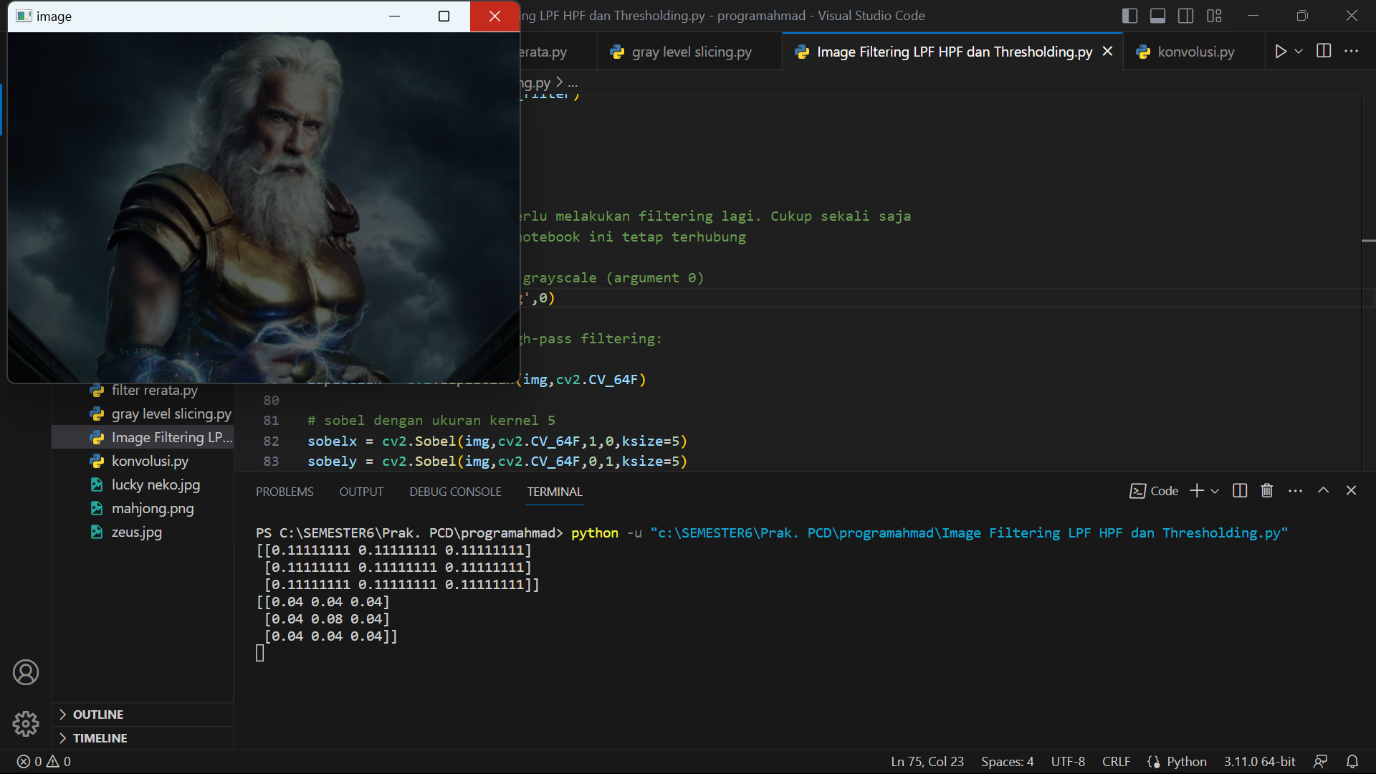 image
ng LPF HPF dan Thresholding.py - programahmad - Visual Studio Code
erata.py
gray level slicing.py
Image Filtering LPF HPF dan Thresholding.py
konvolusi.py
ng.py > ...
_filter)
erlu melakukan filtering lagi. Cukup sekali saja
notebook ini tetap terhubung
grayscale (argument 0)
',0)
gh-pass filtering:
(img,cv2.CV_64F)
80
81 # sobel dengan ukuran kernel 5
82 sobelx = cv2.Sobel(img,cv2.CV_64F,1,0,ksize=5)
83 sobely = cv2.Sobel(img,cv2.CV_64F,0,1,ksize=5)
filter rerata.py
gray level slicing.py
Image Filtering LP...
konvolusi.py
lucky neko.jpg
mahjong.png
zeus.jpg
OUTLINE
TIMELINE
PROBLEMS OUTPUT DEBUG CONSOLE TERMINAL
Code
PS C:\SEMESTER6\Prak. PCD\programahmad> python -u "c:\SEMESTER6\Prak. PCD\programahmad\Image Filtering LPF HPF dan Thresholding.py"
[[0.11111111 0.11111111 0.11111111]
[0.11111111 0.11111111 0.11111111]
[0.11111111 0.11111111 0.11111111]]
[[0.04 0.04 0.04]
[0.04 0.08 0.04]
[0.04 0.04 0.04]]
0 0
Ln 75, Col 23 Spaces: 4 UTF-8 CRLF Python 3.11.0 64-bit